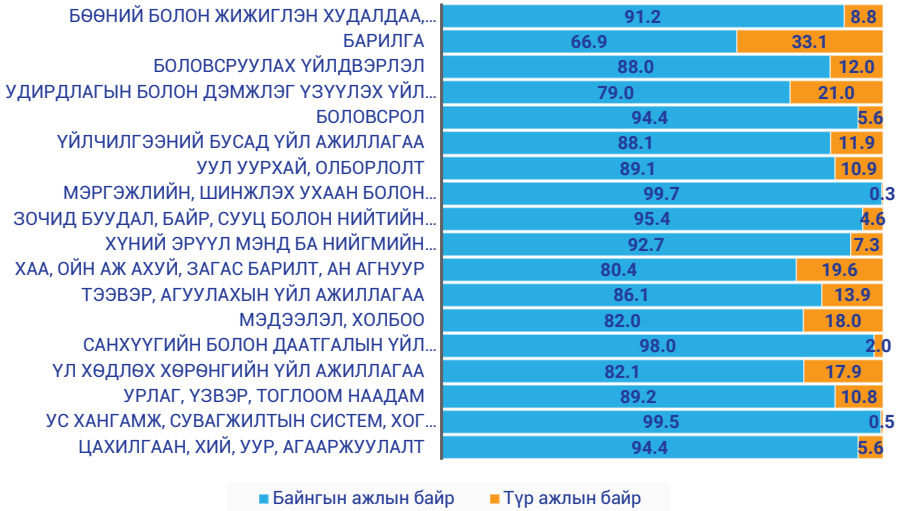 БӨӨНИЙ БОЛОН ЖИЖИГЛЭН ХУДАЛДАА,... 91.2 8.8
БАРИЛГА 66.9 33.1
БОЛОВСРУУЛАХ ҮЙЛДВЭРЛЭЛ 88.0 12.0
УДИРДЛАГЫН БОЛОН ДЭМЖЛЭГ ҮЗҮҮЛЭХ ҮЙЛ... 79.0 21.0
БОЛОВСРОЛ 94.4 5.6
ҮЙЛЧИЛГЭЭНИЙ БУСАД ҮЙЛ АЖИЛЛАГАА 88.1 11.9
УУЛ УУРХАЙ, ОЛБОРЛОЛТ 89.1 10.9
МЭРГЭЖЛИЙН, ШИНЖЛЭХ УХААН БОЛОН... 99.7 0.3
ЗОЧИД БУУДАЛ, БАЙР, СУУЦ БОЛОН НИЙТИЙН... 95.4 4.6
ХҮНИЙ ЭРҮҮЛ МЭНД БА НИЙГМИЙН... 92.7 7.3
ХАА, ОЙН АЖ АХУЙ, ЗАГАС БАРИЛТ, АН АГНУУР 80.4 19.6
ТЭЭВЭР, АГУУЛАХЫН ҮЙЛ АЖИЛЛАГАА 86.1 13.9
МЭДЭЭЛЭЛ, ХОЛБОО 82.0 18.0
САНХҮҮГИЙН БОЛОН ДААТГАЛЫН ҮЙЛ... 98.0 2.0
ҮЛ ХӨДЛӨХ ХӨРӨНГИЙН ҮЙЛ АЖИЛЛАГАА 82.1 17.9
УРЛАГ, ҮЗВЭР, ТОГЛООМ НААДАМ 89.2 10.8
УС ХАНГАМЖ, СУВАГЖИЛТЫН СИСТЕМ, ХОГ... 99.5 0.5
ЦАХИЛГААН, ХИЙ, УУР, АГААРЖУУЛАЛТ 94.4 5.6
Байнгын ажлын байр Түр ажлын байр